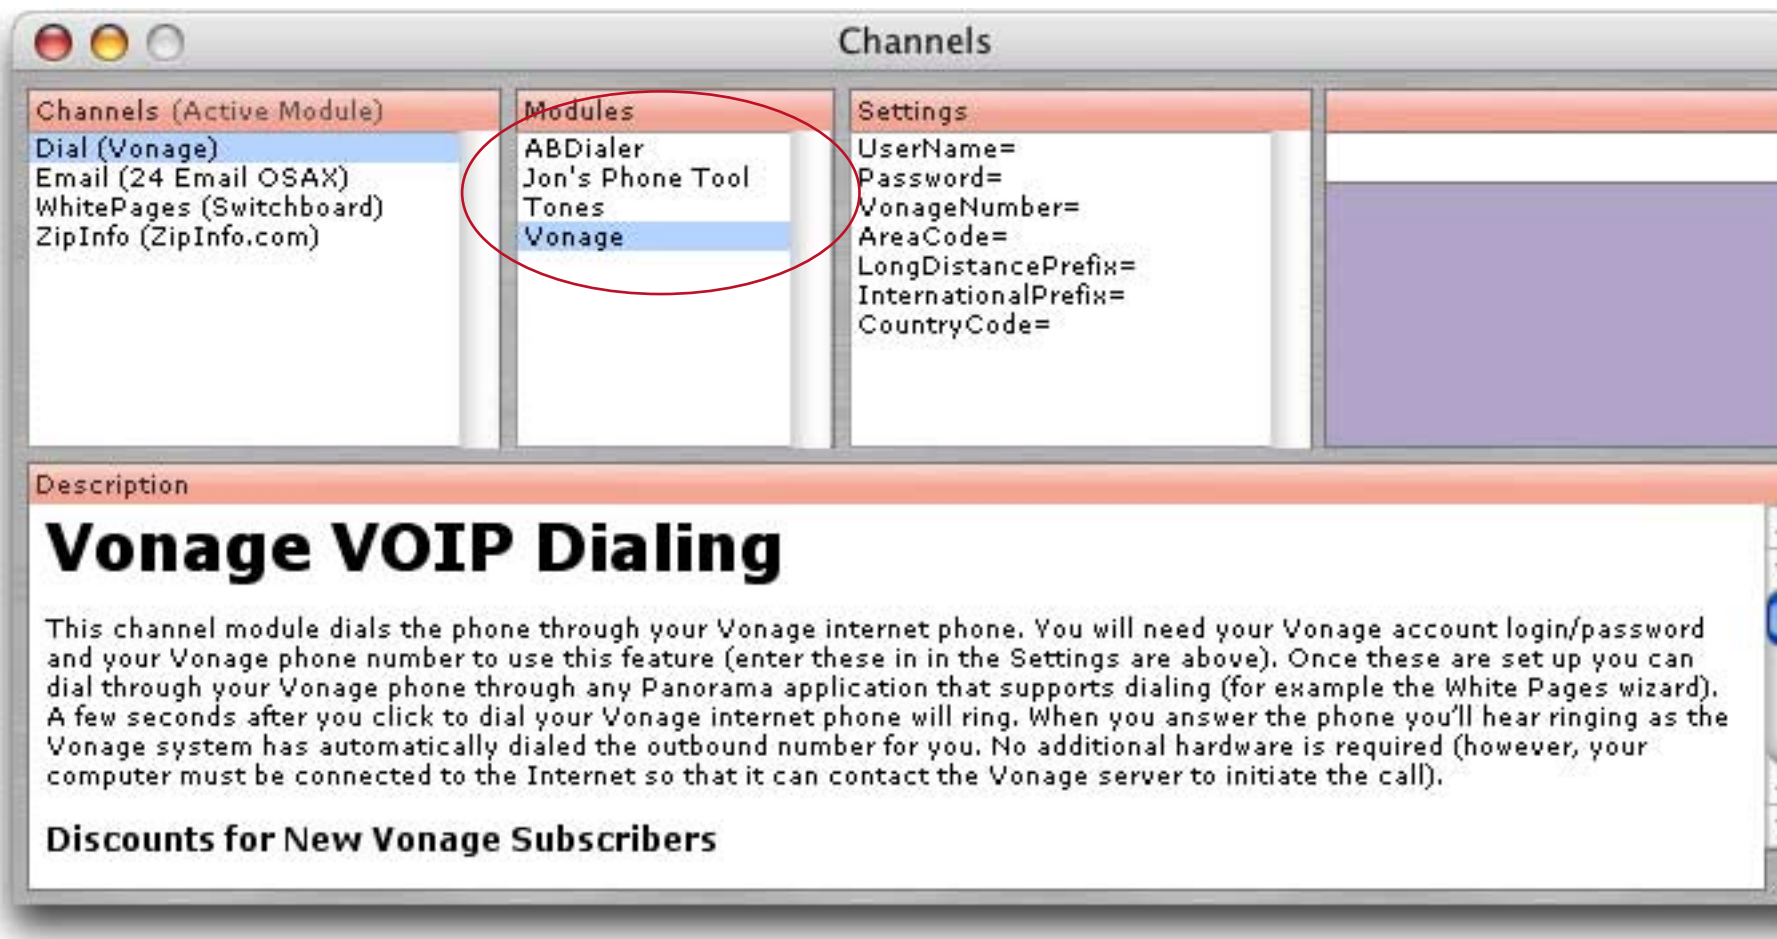 Channels
Channels (Active Module)
Dial (Vonage)
Email (24 Email OSAX)
WhitePages (Switchboard)
ZipInfo (ZipInfo.com)
Modules
ABDialer
Jon's Phone Tool
Tones
Vonage
Settings
UserName=
Password=
VonageNumber=
AreaCode=
LongDistancePrefix=
InternationalPrefix=
CountryCode=
Description
Vonage VOIP Dialing
This channel module dials the phone through your Vonage internet phone. You will need your Vonage account login/password
and your Vonage phone number to use this feature (enter these in in the Settings are above). Once these are set up you can
dial through your Vonage phone through any Panorama application that supports dialing (for example the White Pages wizard).
A few seconds after you click to dial your Vonage internet phone will ring. When you answer the phone you'll hear ringing as the
Vonage system has automatically dialed the outbound number for you. No additional hardware is required (however, your
computer must be connected to the Internet so that it can contact the Vonage server to initiate the call).
Discounts for New Vonage Subscribers